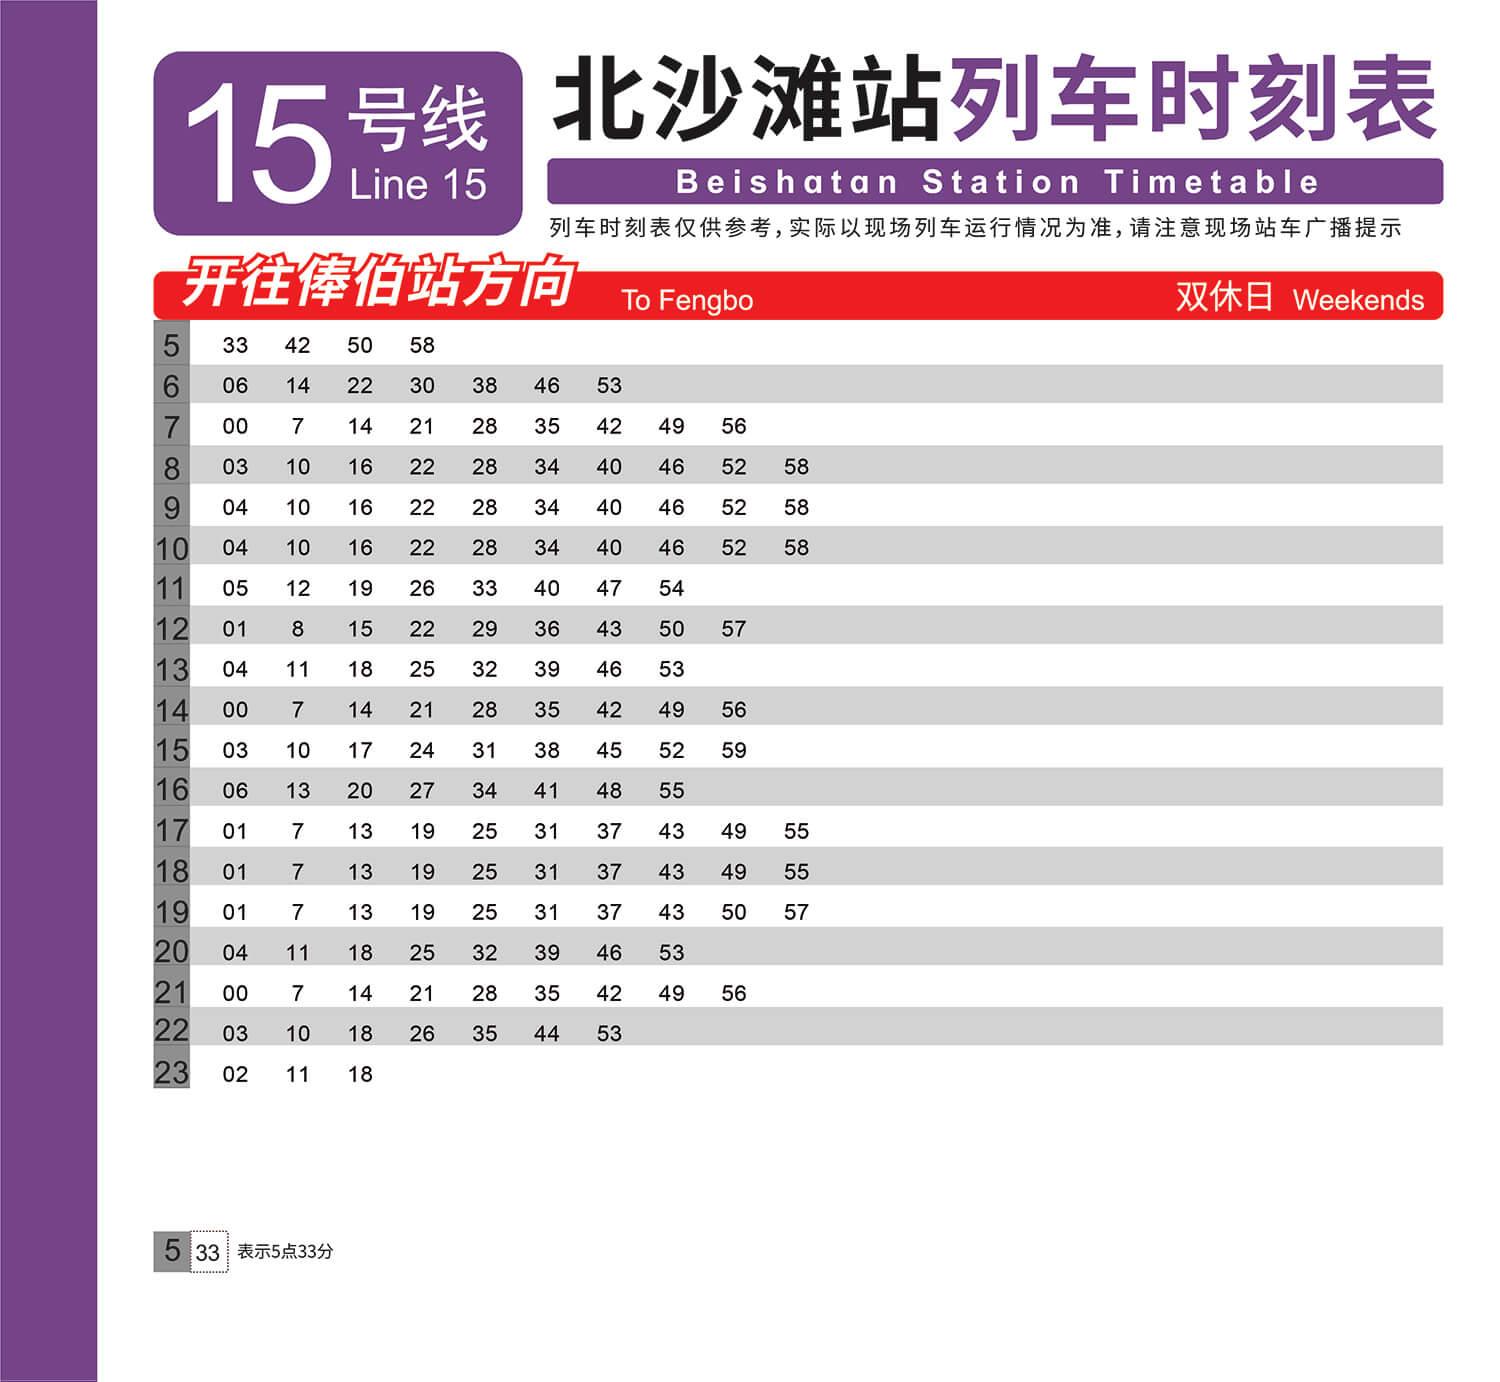 15号线
Line 15
北沙滩站列车时刻表
Beishatan Station Timetable
列车时刻表仅供参考,实际以现场列车运行情况为准,请注意现场站车广播提示
开往俸伯站方向 To Fengbo 双休日 Weekends
5 33 42 50 58
6 06 14 22 30 38 46 53
7 00 7 14 21 28 35 42 49 56
8 03 10 16 22 28 34 40 46 52 58
9 04 10 16 22 28 34 40 46 52 58
10 04 10 16 22 28 34 40 46 52 58
11 05 12 19 26 33 40 47 54
12 01 8 15 22 29 36 43 50 57
13 04 11 18 25 32 39 46 53
14 00 7 14 21 28 35 42 49 56
15 03 10 17 24 31 38 45 52 59
16 06 13 20 27 34 41 48 55
17 01 7 13 19 25 31 37 43 49 55
18 01 7 13 19 25 31 37 43 49 55
19 01 7 13 19 25 31 37 43 50 57
20 04 11 18 25 32 39 46 53
21 00 7 14 21 28 35 42 49 56
22 03 10 18 26 35 44 53
23 02 11 18
5 33 表示5点33分